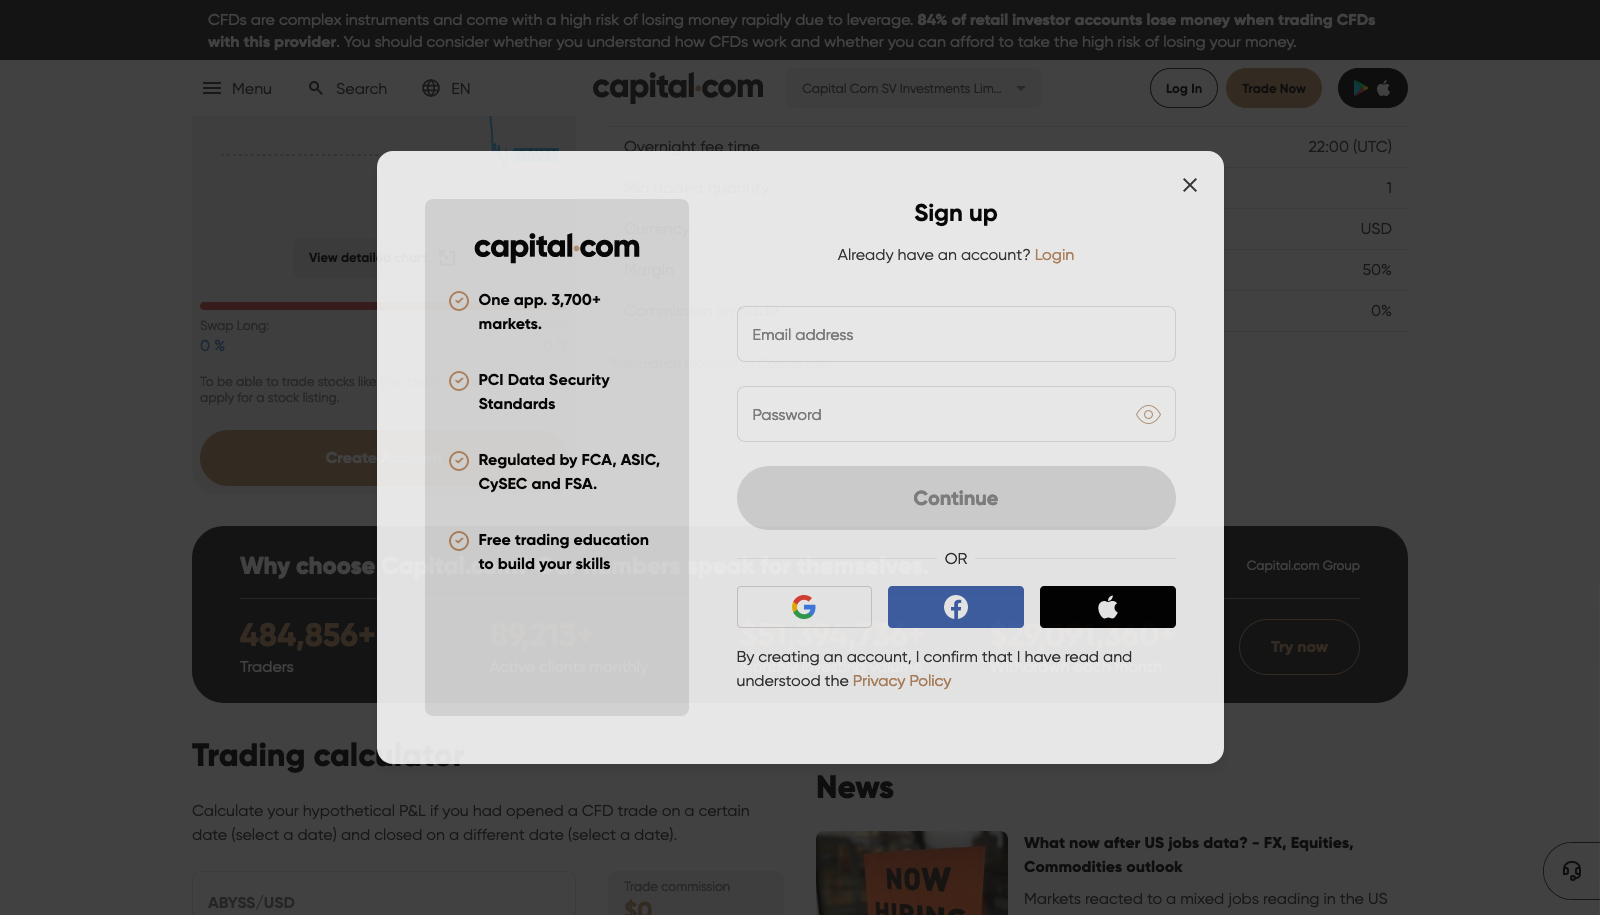 CFDs are complex instruments and come with a high risk of losing money rapidly due to leverage. 84% of retail investor accounts lose money when trading CFDs
with this provider. You should consider whether you understand how CFDs work and whether you can afford to take the high risk of losing your money.
Menu
Search
EN
capital.com
Capital Com SV Investments Lim...
Log In
Trade Now
Overnight fee time
22:00 (UTC)
Min traded quantity
1
Currency
USD
Margin
50%
0%
View detailed chart
Swap Long:
0 %
To be able to trade stocks like
apply for a stock listing.
Create
capital.com
One app. 3,700+
markets.
PCI Data Security
Standards
Regulated by FCA, ASIC,
CySEC and FSA.
Free trading education
to build your skills
Sign up
Already have an account? Login
Email address
Password
Continue
OR
By creating an account, I confirm that I have read and
understood the Privacy Policy
Why choose Capital.com? numbers speak for themselves.
Capital.com Group
484,856+
Traders
89,213+
Active clients monthly
Try now
Trading calculator
Calculate your hypothetical P&L if you had opened a CFD trade on a certain
date (select a date) and closed on a different date (select a date).
ABYSS/USD
Trade commission
$0
News
NOW
HIRING
What now after US jobs data? - FX, Equities,
Commodities outlook
Markets reacted to a mixed jobs reading in the US